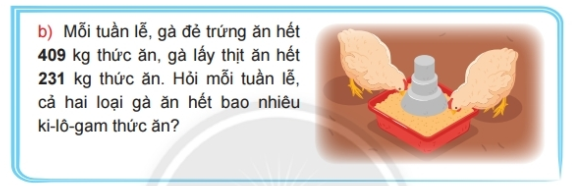 b) Mỗi tuần lễ, gà đẻ trứng ăn hết
409 kg thức ăn, gà lấy thịt ăn hết
231 kg thức ăn. Hỏi mỗi tuần lễ,
cả hai loại gà ăn hết bao nhiêu
ki-lô-gam thức ăn?